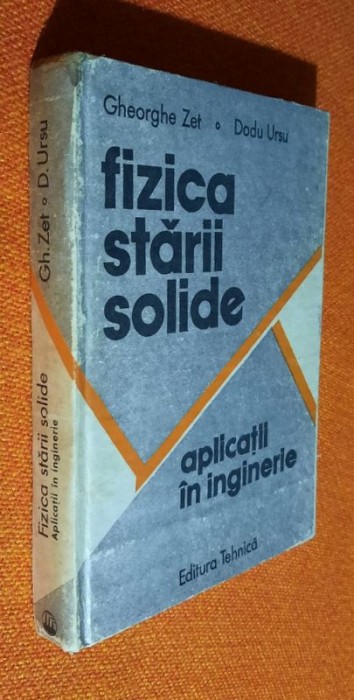 Gheorghe Zet • Dodu Ursu
fizica
stării
solide
aplicații
în inginerie
Editura Tehnică
Gh. Zet • D. Ursu
Fizica stării solide
Aplicații în inginerie